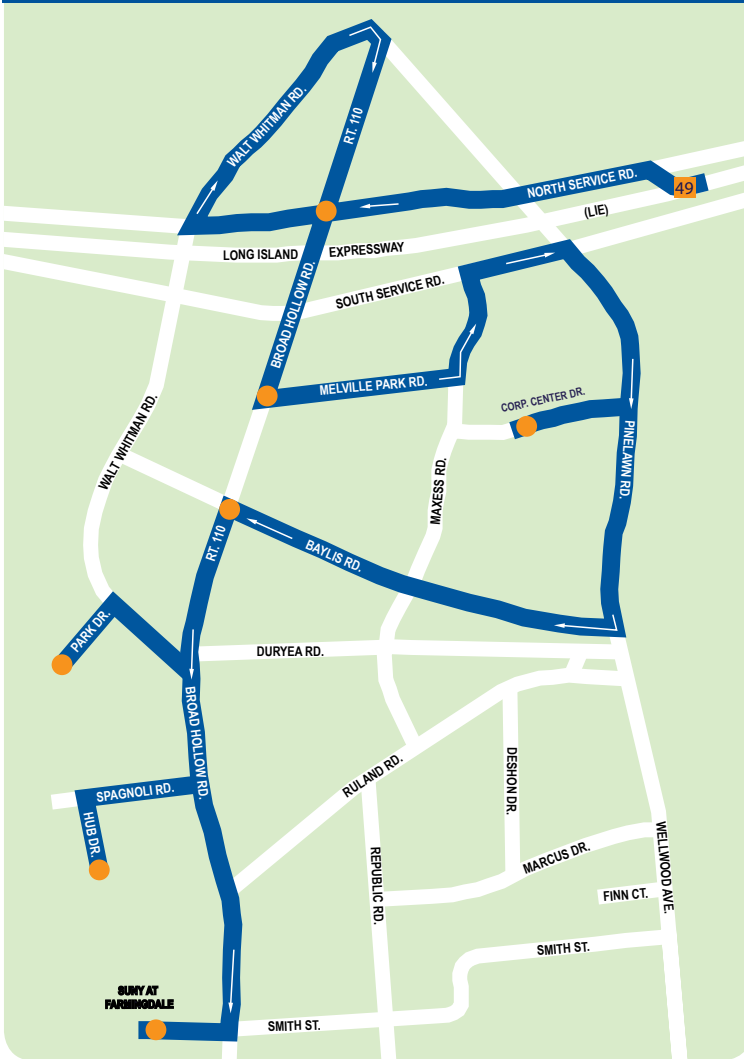 WALT WHITMAN RD.
RT. 110
NORTH SERVICE RD.
49
(LIE)
LONG ISLAND EXPRESSWAY
SOUTH SERVICE RD.
BROAD HOLLOW RD.
MELVILLE PARK RD.
CORP. CENTER DR.
WALT WHITMAN RD.
PINELAWN RD.
MAXESS RD.
RT. 110
BAYLIS RD.
PARK DR.
DURYEA RD.
BROAD HOLLOW RD.
RULAND RD.
DESHON DR.
SPAGNOLI RD.
HUB DR.
REPUBLIC RD.
MARCUS DR.
WELLWOOD AVE.
FINN CT.
SMITH ST.
SUNY AT
FARMINGDALE
SMITH ST.